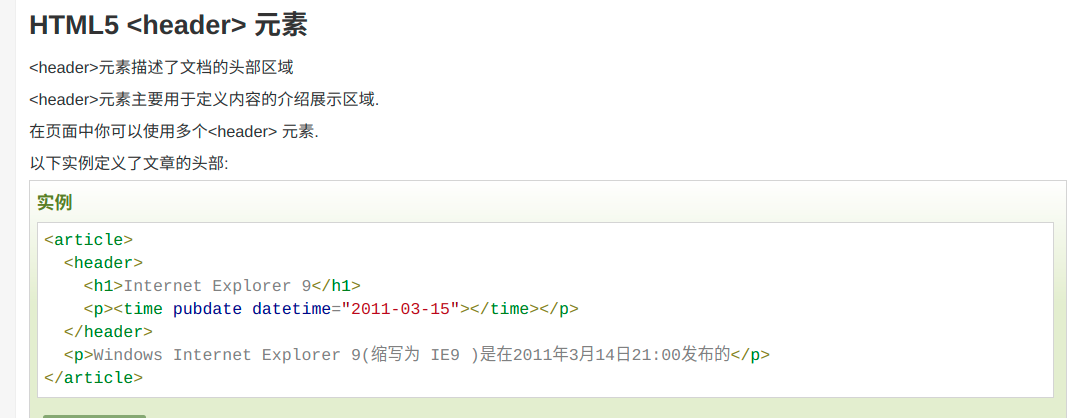 HTML5 <header> 元素
<header>元素描述了文档的头部区域
<header>元素主要用于定义内容的介绍展示区域.
在页面中你可以使用多个<header> 元素.
以下实例定义了文章的头部:
实例
<article>
  <header>
    <h1>Internet Explorer 9</h1>
    <p><time pubdate datetime="2011-03-15"></time></p>
  </header>
  <p>Windows Internet Explorer 9(缩写为 IE9 )是在2011年3月14日21:00发布的</p>
</article>